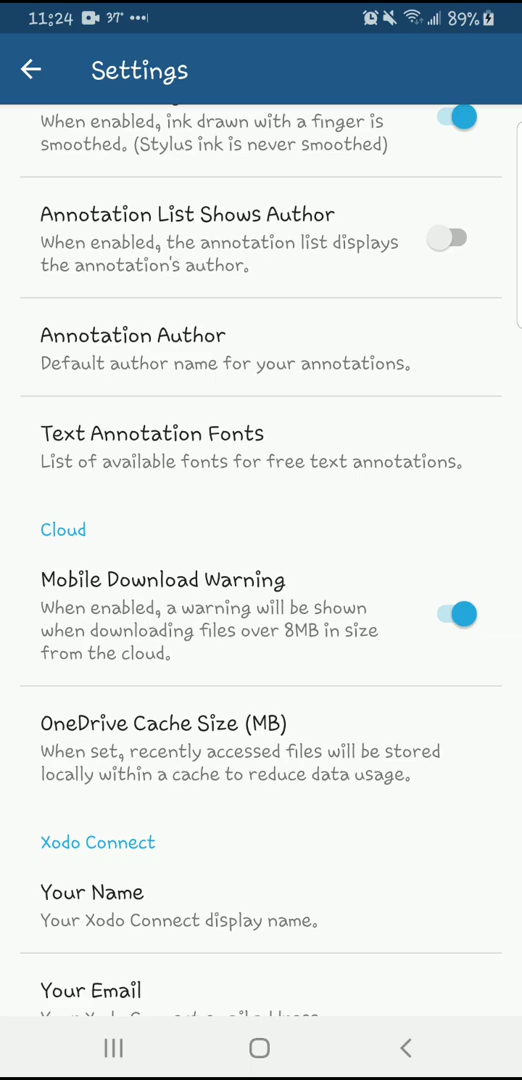 11:24 37° 89%
Settings
When enabled, ink drawn with a finger is
smoothed. (Stylus ink is never smoothed)
Annotation List Shows Author
When enabled, the annotation list displays
the annotation's author.
Annotation Author
Default author name for your annotations.
Text Annotation Fonts
List of available fonts for free text annotations.
Cloud
Mobile Download Warning
When enabled, a warning will be shown
when downloading files over 8MB in size
from the cloud.
OneDrive Cache Size (MB)
When set, recently accessed files will be stored
locally within a cache to reduce data usage.
Xodo Connect
Your Name
Your Xodo Connect display name.
Your Email